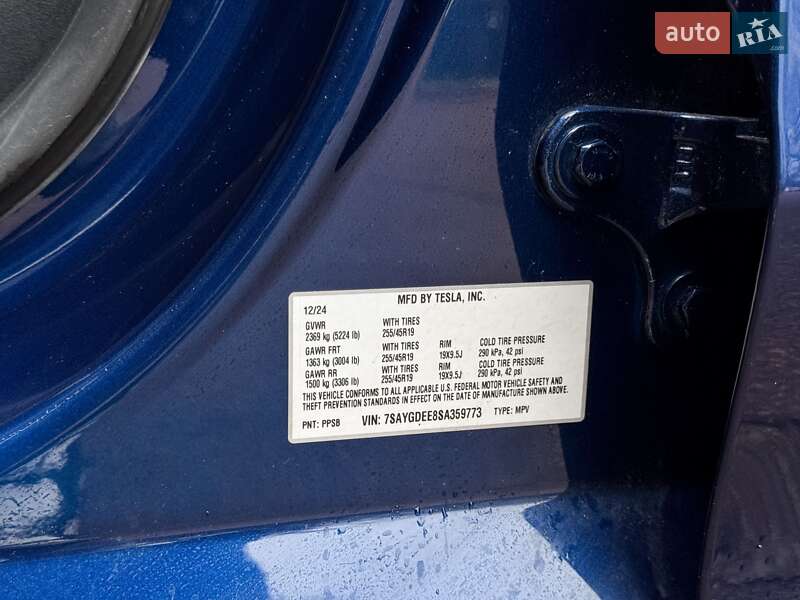 auto RIA.com
MFD BY TESLA, INC.
12/24
GVWR WITH TIRES
2369 kg (5224 lb) 255/45R19
GAWR FRT WITH TIRES RIM COLD TIRE PRESSURE
1363 kg (3004 lb) 255/45R19 19X9.5J 290 kPa, 42 psi
GAWR RR WITH TIRES RIM COLD TIRE PRESSURE
1500 kg (3306 lb) 255/45R19 19X9.5J 290 kPa, 42 psi
THIS VEHICLE CONFORMS TO ALL APPLICABLE U.S. FEDERAL MOTOR VEHICLE SAFETY AND
THEFT PREVENTION STANDARDS IN EFFECT ON THE DATE OF MANUFACTURE SHOWN ABOVE.
PNT: PPSB VIN: 7SAYGDEE8SA359773 TYPE: MPV